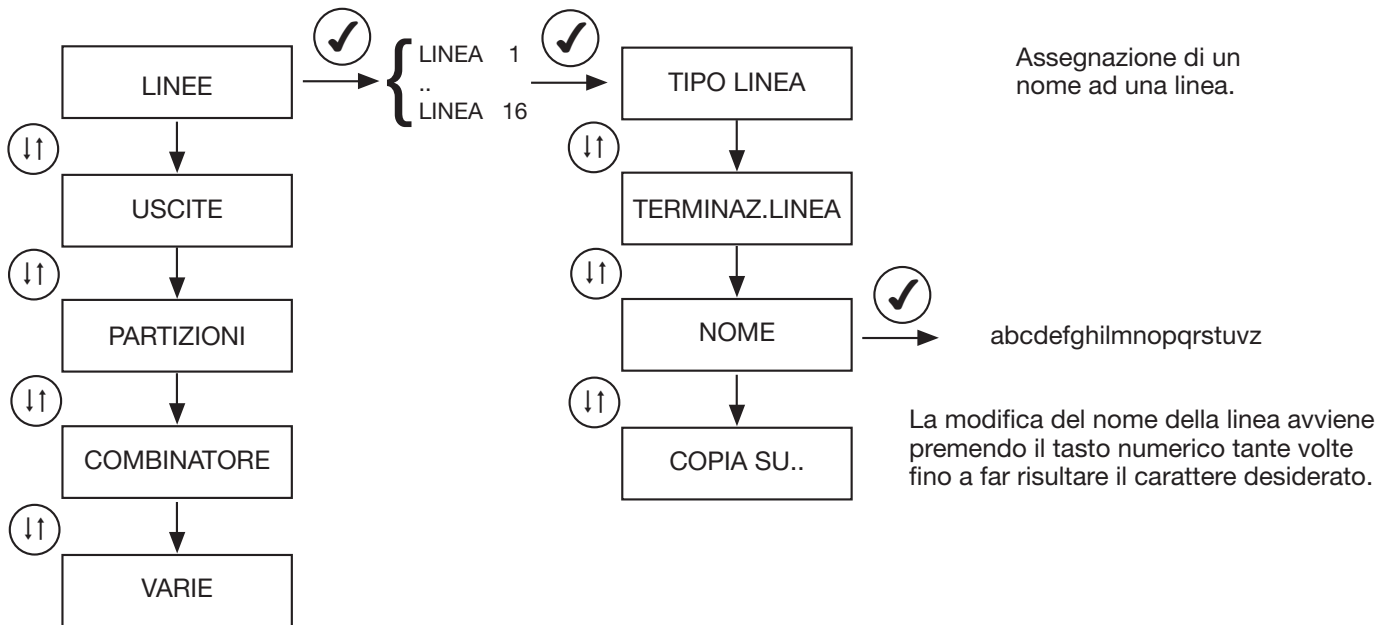 LINEE
USCITE
PARTIZIONI
COMBINATORE
VARIE
LINEA 1
..
LINEA 16
TIPO LINEA
TERMINAZ.LINEA
NOME
COPIA SU..
Assegnazione di un
nome ad una linea.
abcdefghilmnopqrstuvz
La modifica del nome della linea avviene
premendo il tasto numerico tante volte
fino a far risultare il carattere desiderato.